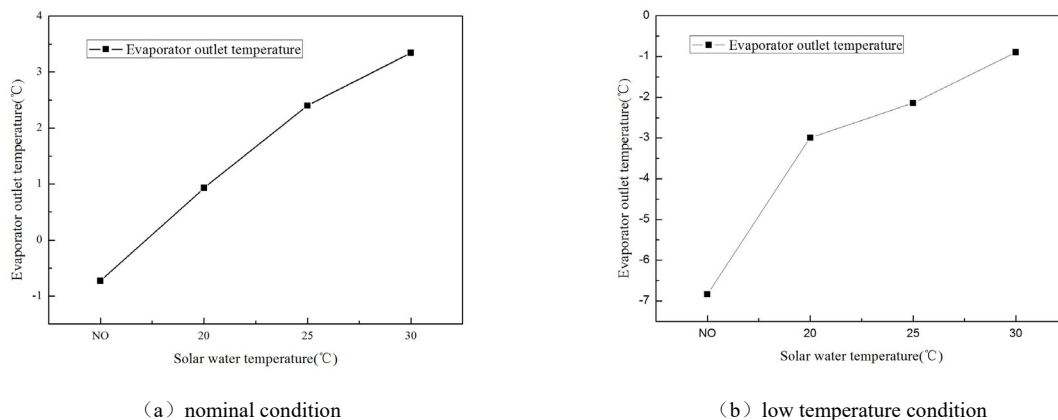 4
3
2
1
0
-1
Evaporator outlet temperature(℃)
Evaporator outlet temperature
NO
20
25
30
Solar water temperature(℃)
（a）nominal condition
0
-1
-2
-3
-4
-5
-6
-7
Evaporator outlet temperature(℃)
Evaporator outlet temperature
NO
20
25
30
Solar water temperature(℃)
（b）low temperature condition